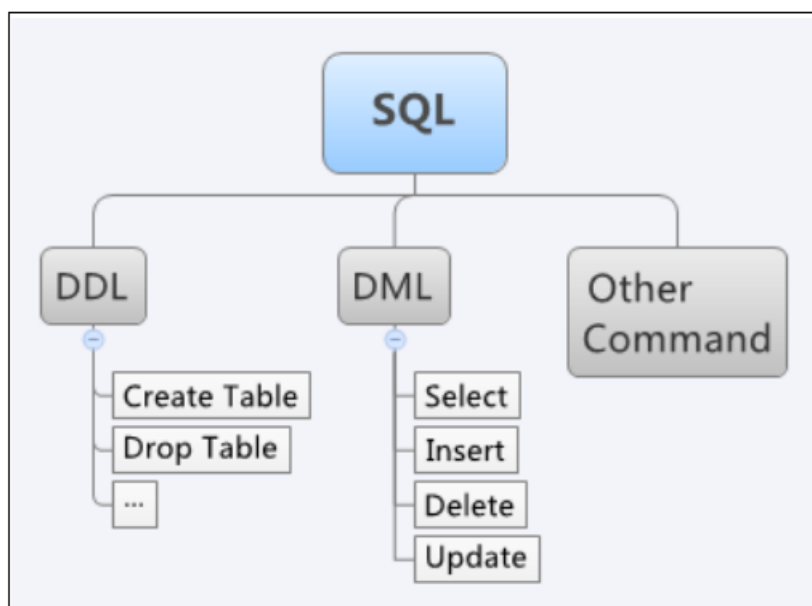 SQL
DDL
Create Table
Drop Table
...
DML
Select
Insert
Delete
Update
Other
Command